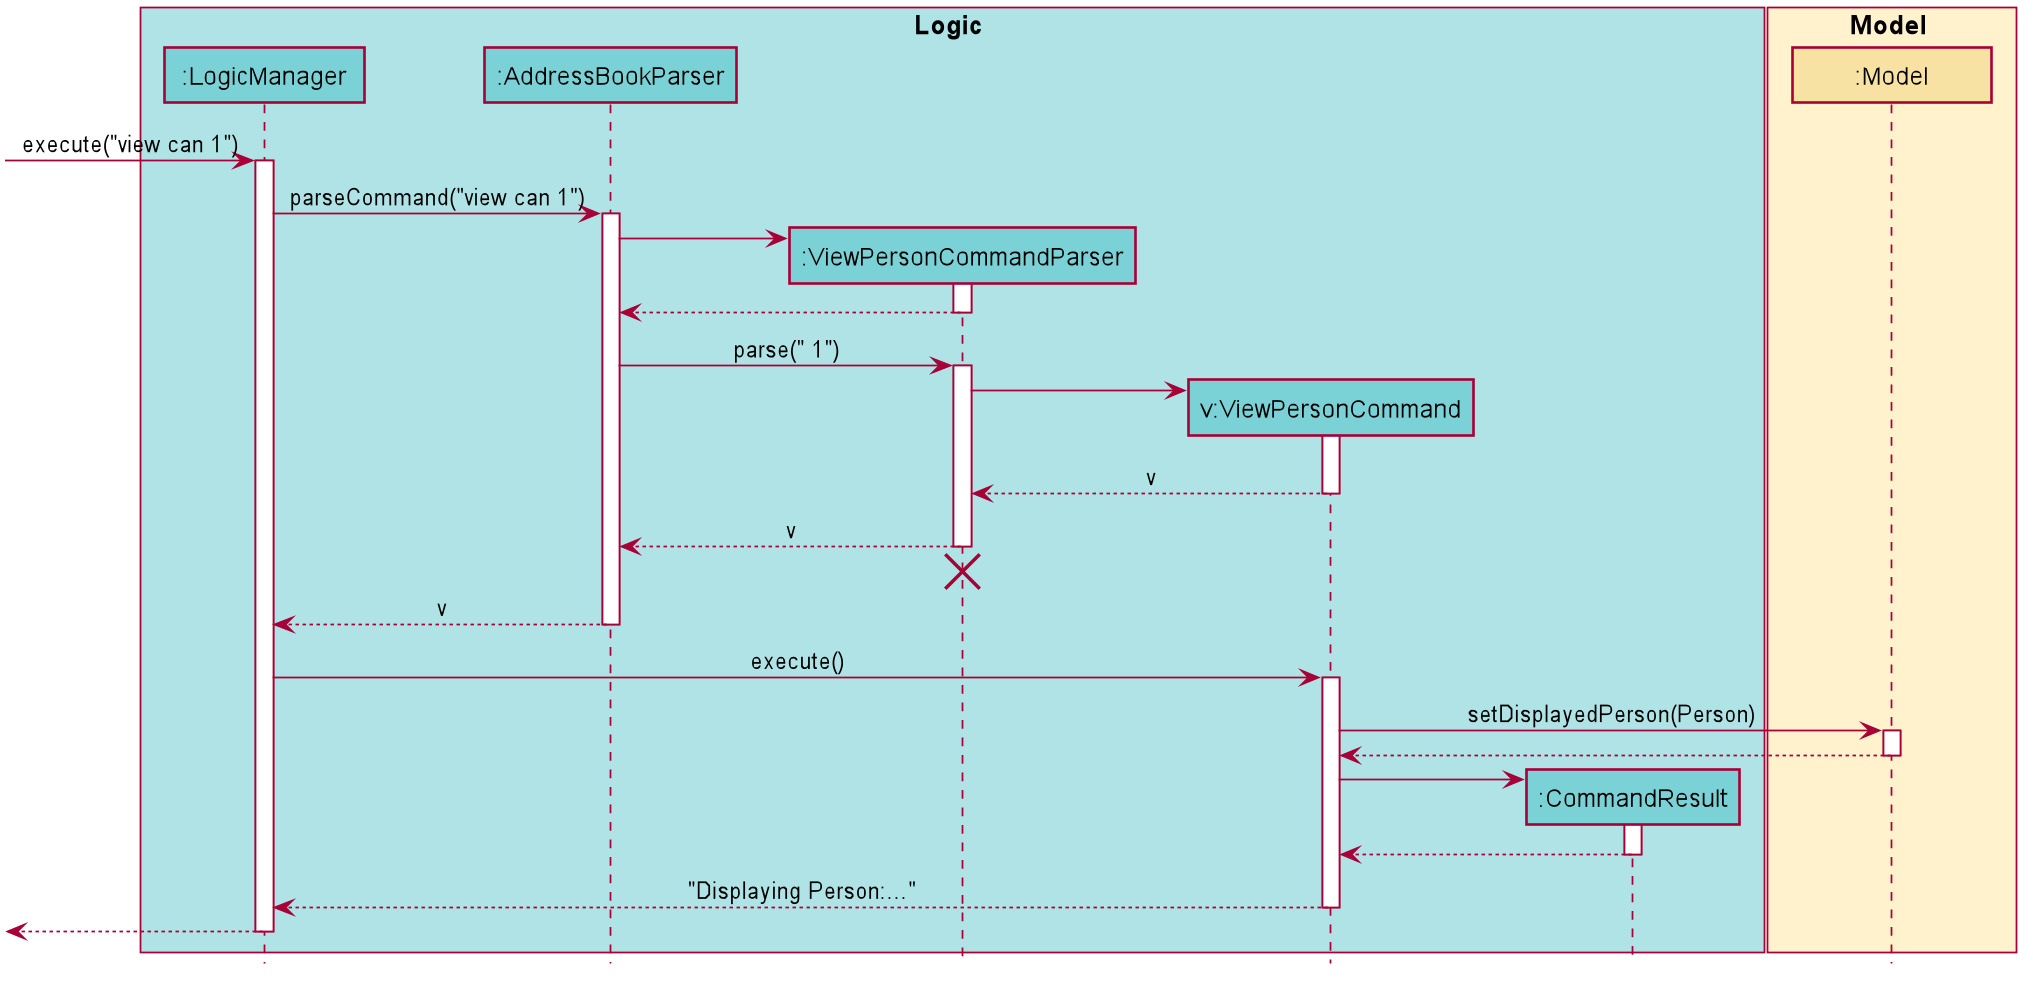 Logic
Model
:LogicManager
:AddressBookParser
:Model
execute("view can 1")
parseCommand("view can 1")
:ViewPersonCommandParser
parse(" 1")
v:ViewPersonCommand
v
v
v
execute()
setDisplayedPerson(Person)
:CommandResult
"Displaying Person:..."